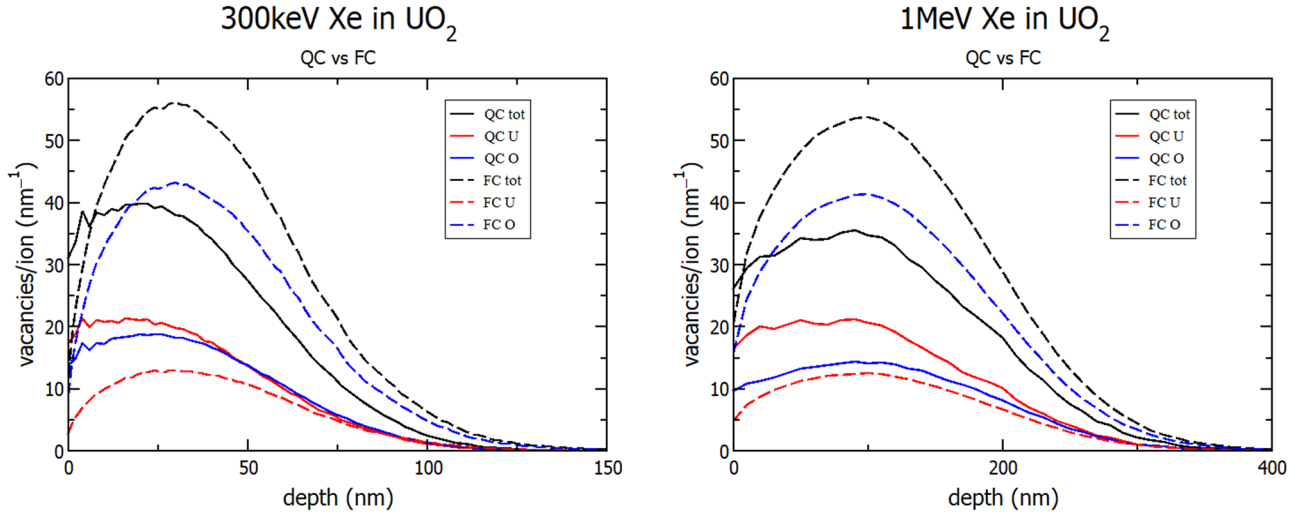 300keV Xe in UO₂
QC vs FC
60
50
40
30
20
10
0
vacancies/ion (nm⁻¹)
QC tot
QC U
QC O
FC tot
FC U
FC O
0 50 100 150
depth (nm)
1MeV Xe in UO₂
QC vs FC
60
50
40
30
20
10
0
vacancies/ion (nm⁻¹)
QC tot
QC U
QC O
FC tot
FC U
FC O
0 200 400
depth (nm)